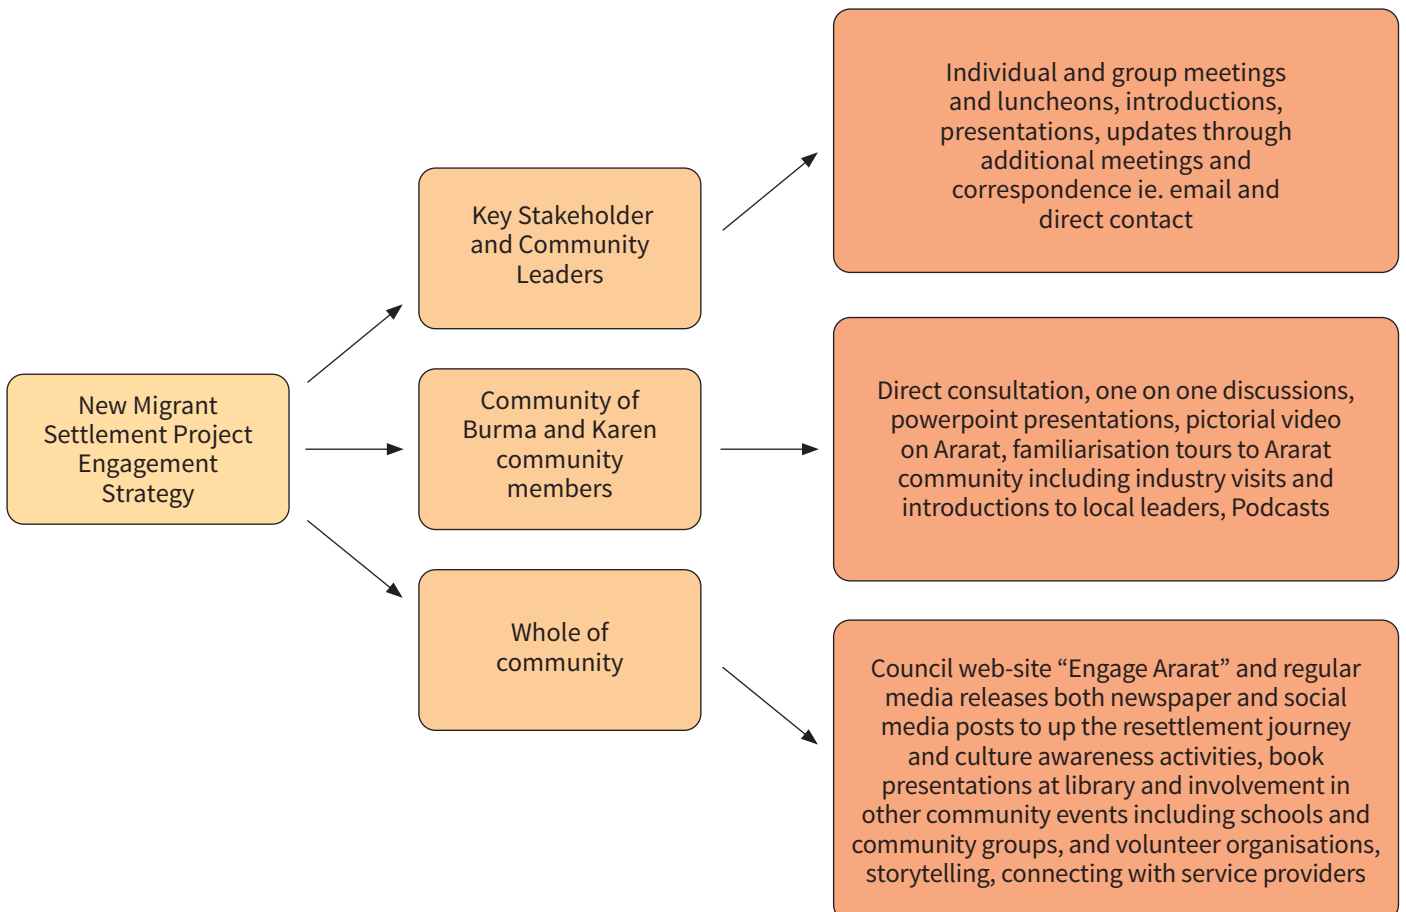 New Migrant
Settlement Project
Engagement
Strategy
Key Stakeholder
and Community
Leaders
Individual and group meetings
and luncheons, introductions,
presentations, updates through
additional meetings and
correspondence ie. email and
direct contact
Community of
Burma and Karen
community
members
Direct consultation, one on one discussions,
powerpoint presentations, pictorial video
on Ararat, familiarisation tours to Ararat
community including industry visits and
introductions to local leaders, Podcasts
Whole of
community
Council web-site “Engage Ararat” and regular
media releases both newspaper and social
media posts to up the resettlement journey
and culture awareness activities, book
presentations at library and involvement in
other community events including schools and
community groups, and volunteer organisations,
storytelling, connecting with service providers